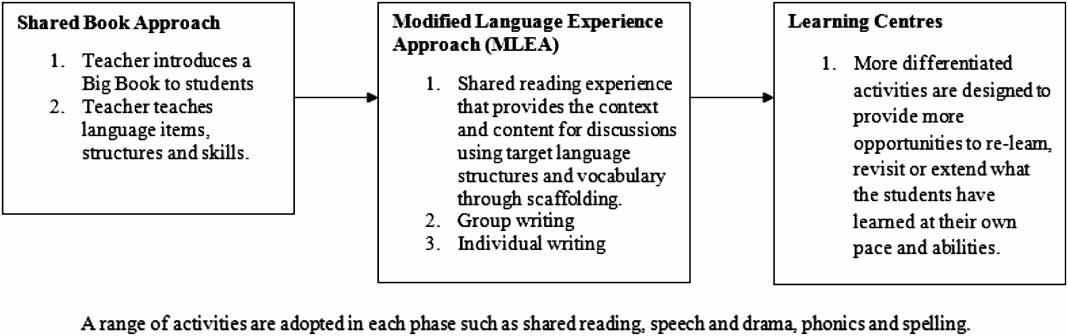 Shared Book Approach
1. Teacher introduces a
Big Book to students
2. Teacher teaches
language items,
structures and skills.
Modified Language Experience
Approach (MLEA)
1. Shared reading experience
that provides the context
and content for discussions
using target language
structures and vocabulary
through scaffolding.
2. Group writing
3. Individual writing
Learning Centres
1. More differentiated
activities are designed to
provide more
opportunities to re-learn,
revisit or extend what
the students have
learned at their own
pace and abilities.
A range of activities are adopted in each phase such as shared reading, speech and drama, phonics and spelling.